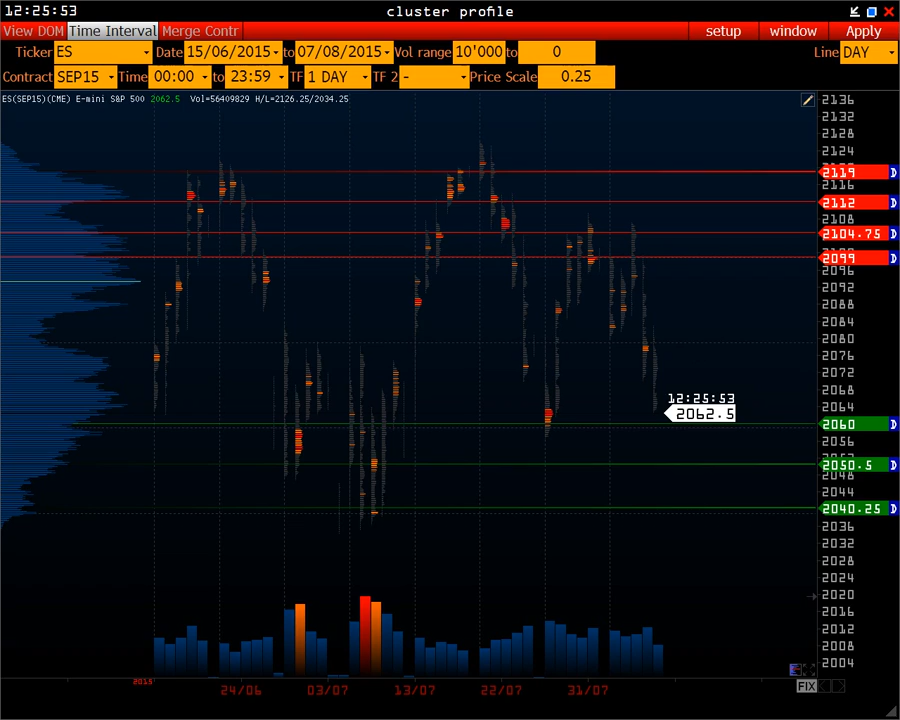 12:25:53 cluster profile
View DOM Time Interval Merge Contr setup window Apply
Ticker ES Date 15/06/2015 to 07/08/2015 Vol range 10'000 to 0 Line DAY
Contract SEP15 Time 00:00 to 23:59 TF 1 DAY TF 2 - Price Scale 0.25
ES(SEP15)(CME) E-mini S&P 500 2062.5 Vol=56409829 H/L=2126.25/2034.25
2136
2132
2128
2124
2119 D
2116
2112 D
2108
2104.75 D
2099 D
2096
2092
2088
2084
2080
2076
2072
2068
12:25:53
2064
2062.5
2060 D
2056
2050.5 D
2048
2044
2040.25 D
2036
2032
2028
2024
2020
2016
2012
2008
2004
FIX
2015
24/06 03/07 13/07 22/07 31/07